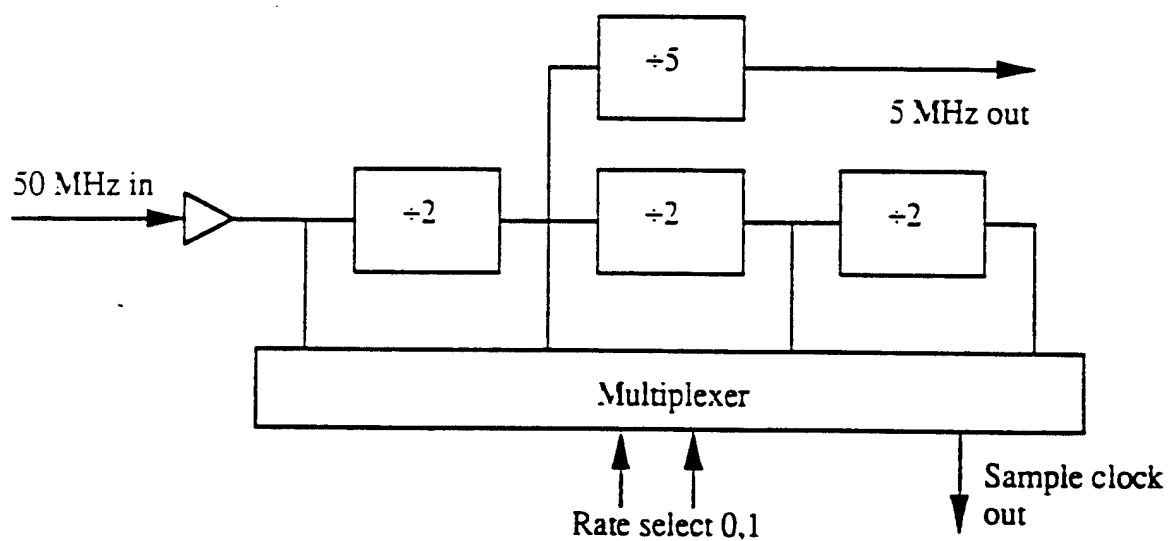 ÷5
5 MHz out
50 MHz in
÷2
÷2
÷2
Multiplexer
Sample clock
out
Rate select 0,1